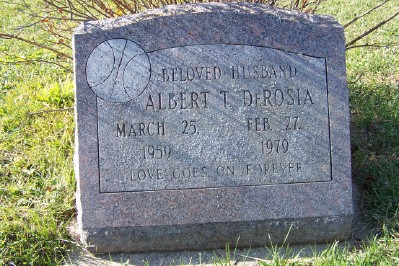 BELOVED HUSBAND
ALBERT T. DEROSIA
MARCH 25, FEB. 27,
1959 1979
LOVE GOES ON FOREVER